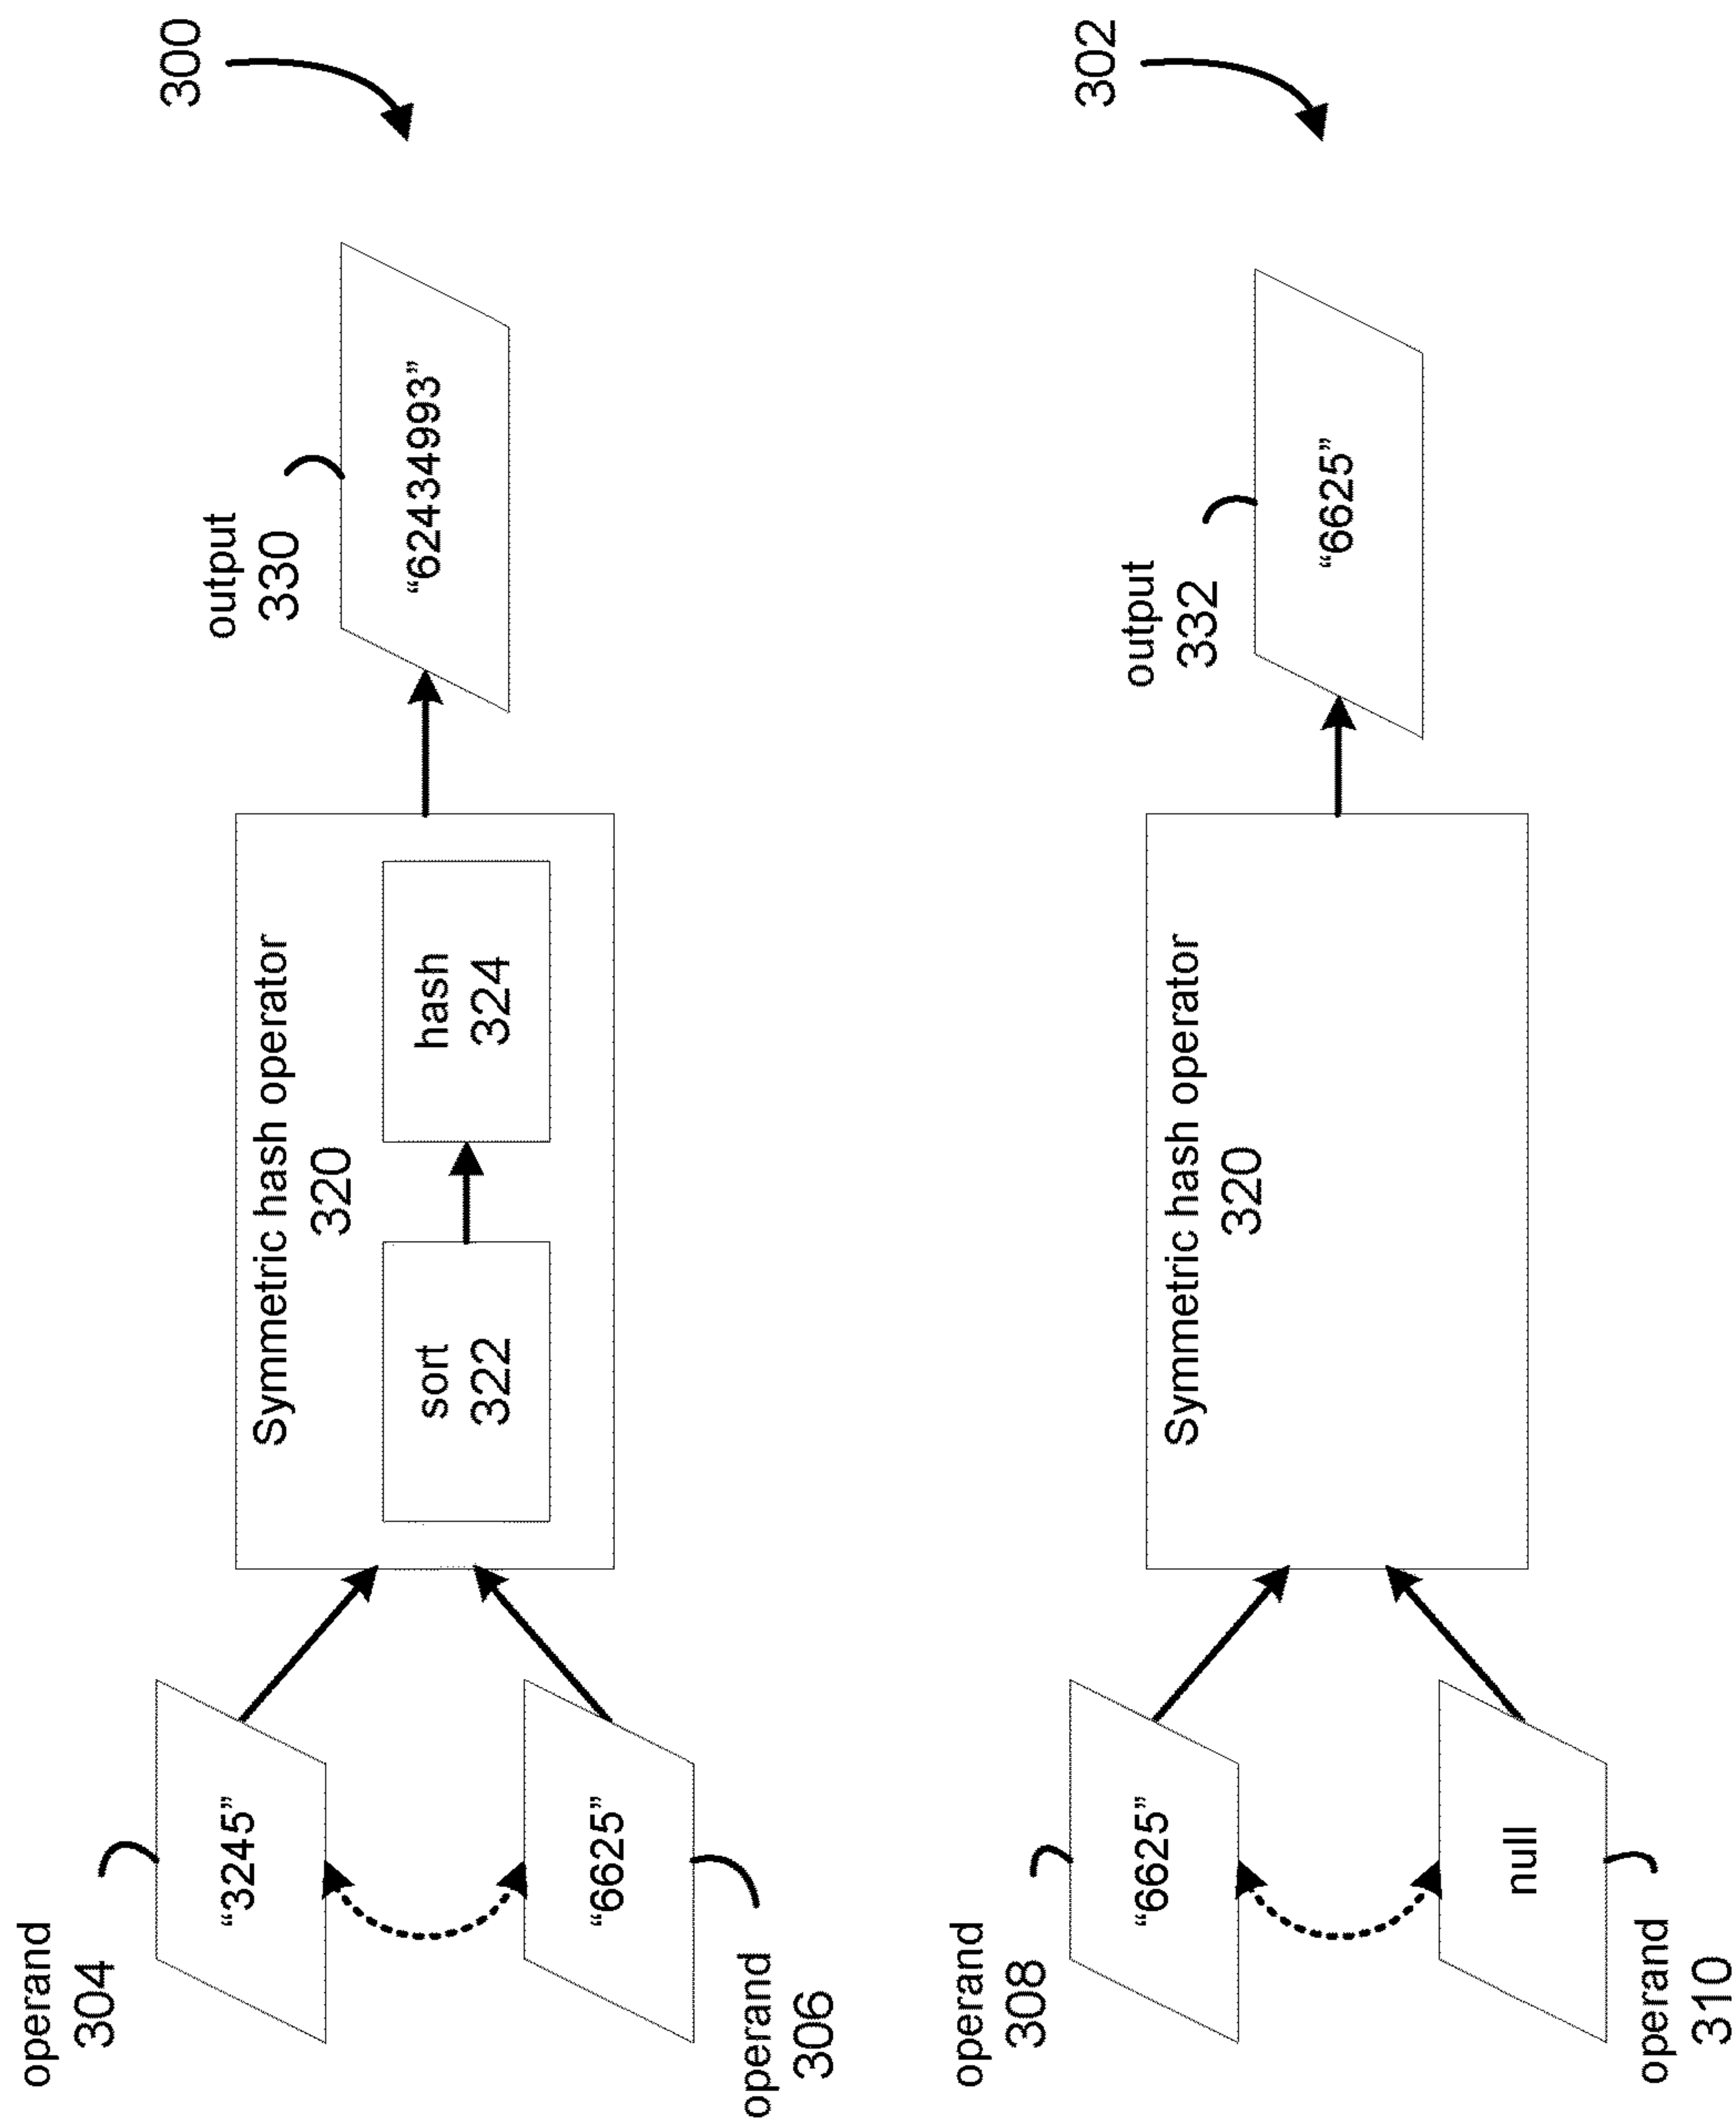 300
operand
304
“3245”
operand
306
“6625”
Symmetric hash operator
320
sort
322
hash
324
output
330
“62434993”
302
operand
308
“6625”
operand
310
null
Symmetric hash operator
320
output
332
“6625”